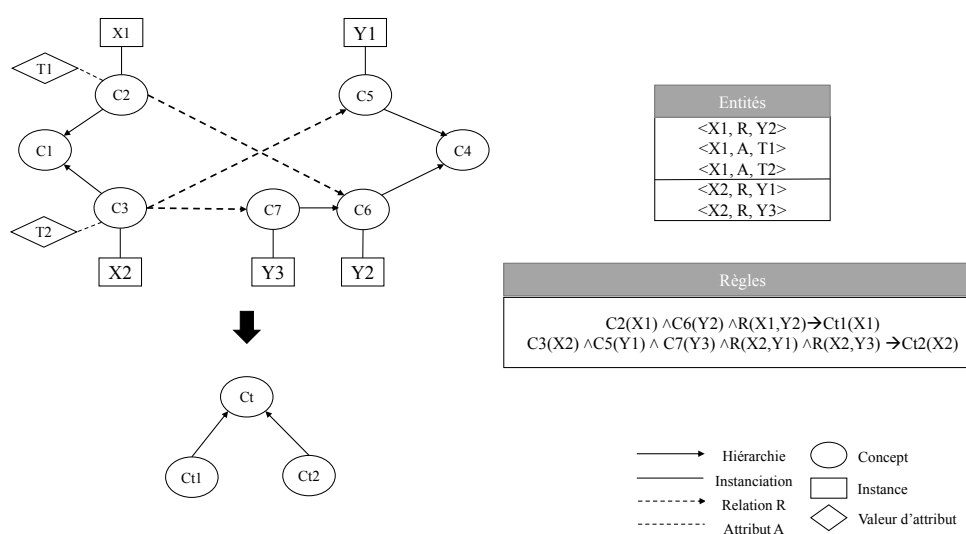 X1
Y1
T1
C2
C5
C1
C4
C3
C7
C6
T2
X2
Y3
Y2
Ct
Ct1
Ct2
Entités
<X1, R, Y2>
<X1, A, T1>
<X1, A, T2>
<X2, R, Y1>
<X2, R, Y3>
Règles
C2(X1) ˄C6(Y2) ˄R(X1,Y2)→Ct1(X1)
C3(X2) ˄C5(Y1) ˄ C7(Y3) ˄R(X2,Y1) ˄R(X2,Y3) →Ct2(X2)
Hiérarchie
Concept
Instanciation
Instance
Relation R
Valeur d'attribut
Attribut A